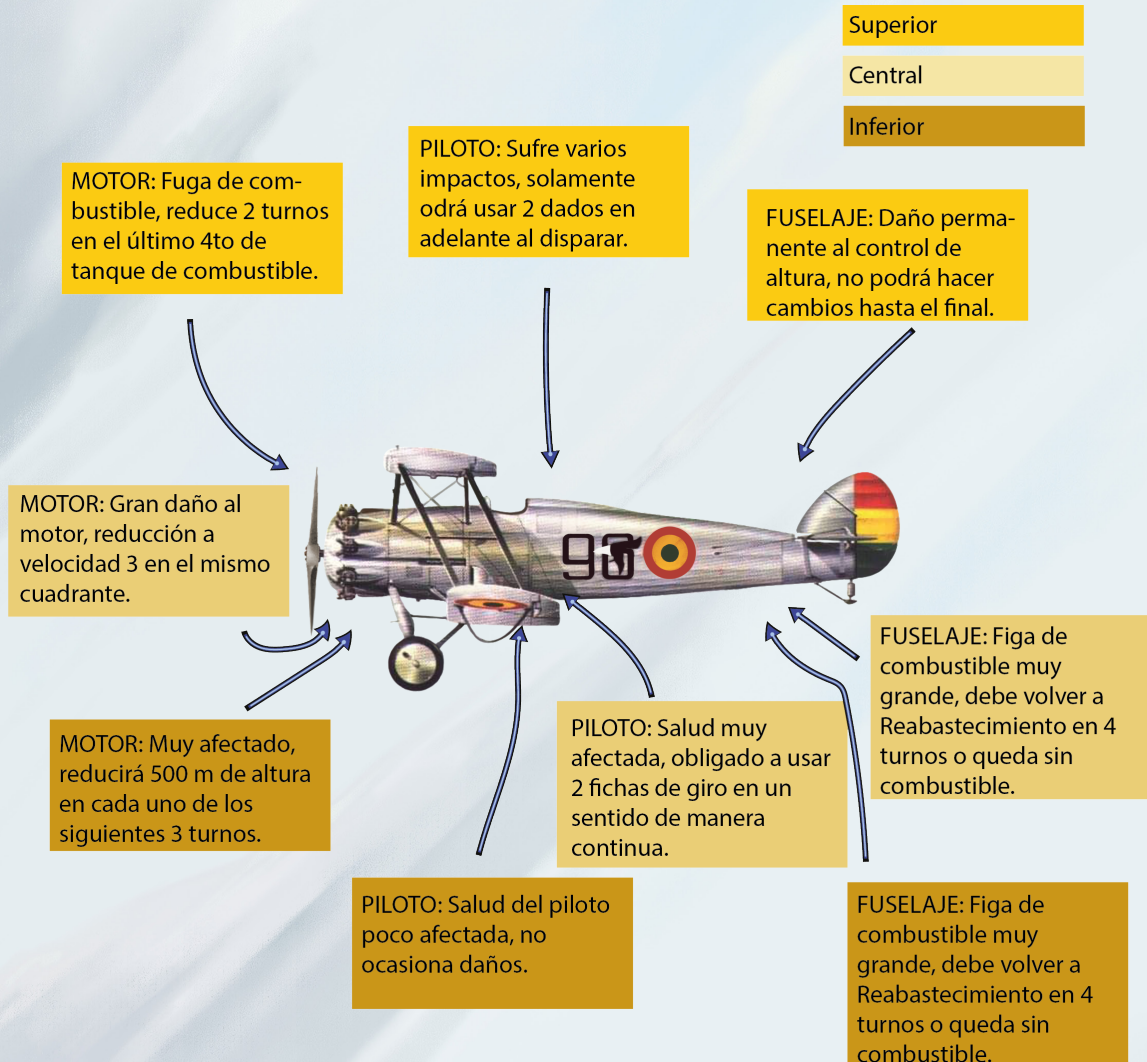 Superior
Central
Inferior
PILOTO: Sufre varios
impactos, solamente
odrá usar 2 dados en
adelante al disparar.
MOTOR: Fuga de com-
bustible, reduce 2 turnos
en el último 4to de
tanque de combustible.
FUSELAJE: Daño perma-
nente al control de
altura, no podrá hacer
cambios hasta el final.
MOTOR: Gran daño al
motor, reducción a
velocidad 3 en el mismo
cuadrante.
FUSELAJE: Figa de
combustible muy
grande, debe volver a
Reabastecimiento en 4
turnos o queda sin
combustible.
MOTOR: Muy afectado,
reducirá 500 m de altura
en cada uno de los
siguientes 3 turnos.
PILOTO: Salud muy
afectada, obligado a usar
2 fichas de giro en un
sentido de manera
continua.
PILOTO: Salud del piloto
poco afectada, no
ocasiona daños.
FUSELAJE: Figa de
combustible muy
grande, debe volver a
Reabastecimiento en 4
turnos o queda sin
combustible.